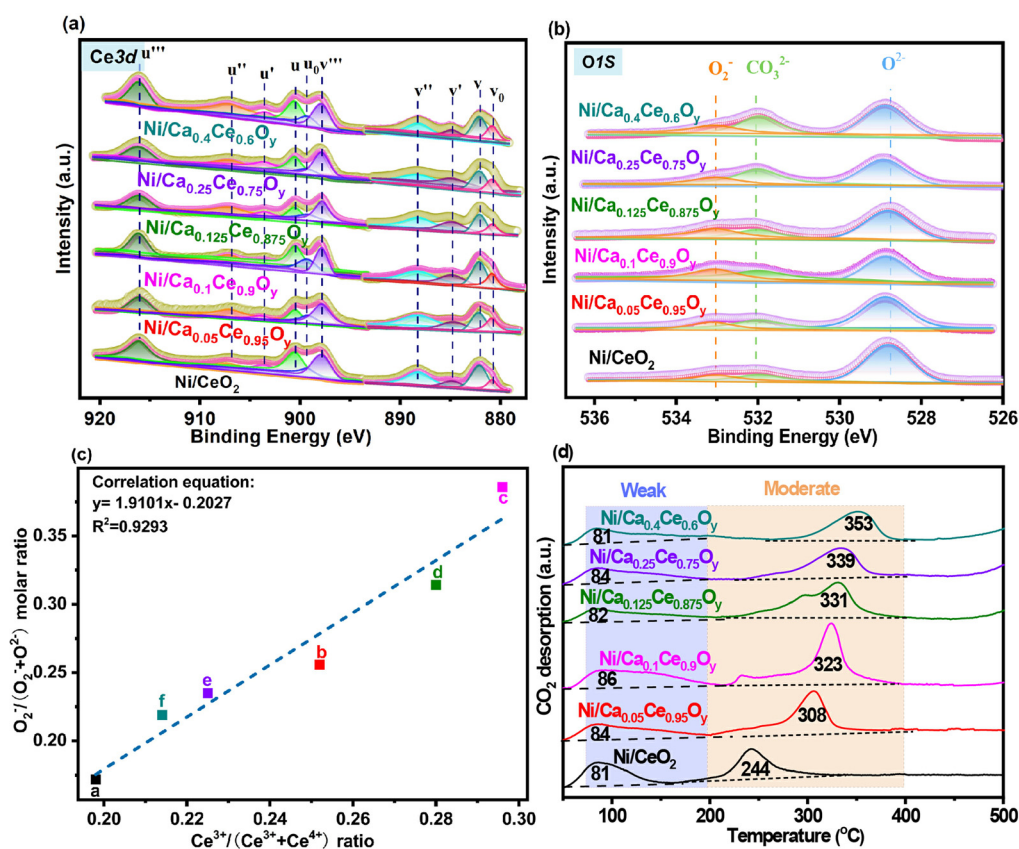 (a)
Ce3d
u''' u'' u' u u₀ v''' v'' v' v v₀
Ni/Ca₀.₄Ce₀.₆Oy
Ni/Ca₀.₂₅Ce₀.₇₅Oy
Ni/Ca₀.₁₂₅Ce₀.₈₇₅Oy
Ni/Ca₀.₁Ce₀.₉Oy
Ni/Ca₀.₀₅Ce₀.₉₅Oy
Ni/CeO₂
Intensity (a.u.)
920 910 900 890 880
Binding Energy (eV)
(b)
O1S
O₂⁻ CO₃²⁻ O²⁻
Ni/Ca₀.₄Ce₀.₆Oy
Ni/Ca₀.₂₅Ce₀.₇₅Oy
Ni/Ca₀.₁₂₅Ce₀.₈₇₅Oy
Ni/Ca₀.₁Ce₀.₉Oy
Ni/Ca₀.₀₅Ce₀.₉₅Oy
Ni/CeO₂
Intensity (a.u.)
536 534 532 530 528 526
Binding Energy (eV)
(c)
Correlation equation:
y= 1.9101x- 0.2027
R²=0.9293
c
d
b
e
f
a
O₂⁻/(O₂⁻+O²⁻) molar ratio
0.35
0.30
0.25
0.20
0.20 0.22 0.24 0.26 0.28 0.30
Ce³⁺/(Ce³⁺+Ce⁴⁺) ratio
(d)
Weak Moderate
Ni/Ca₀.₄Ce₀.₆Oy
81 353
Ni/Ca₀.₂₅Ce₀.₇₅Oy
84 339
Ni/Ca₀.₁₂₅Ce₀.₈₇₅Oy
82 331
Ni/Ca₀.₁Ce₀.₉Oy
86 323
Ni/Ca₀.₀₅Ce₀.₉₅Oy
84 308
Ni/CeO₂
81 244
CO₂ desorption (a.u.)
100 200 300 400 500
Temperature (°C)